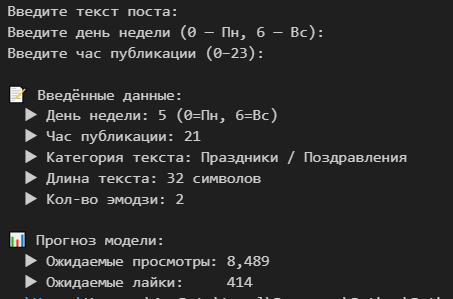 Введите текст поста:
Введите день недели (0 — Пн, 6 — Вс):
Введите час публикации (0–23):
📝 Введённые данные:
▶ День недели: 5 (0=Пн, 6=Вс)
▶ Час публикации: 21
▶ Категория текста: Праздники / Поздравления
▶ Длина текста: 32 символов
▶ Кол-во эмодзи: 2
📊 Прогноз модели:
▶ Ожидаемые просмотры: 8,489
▶ Ожидаемые лайки: 414